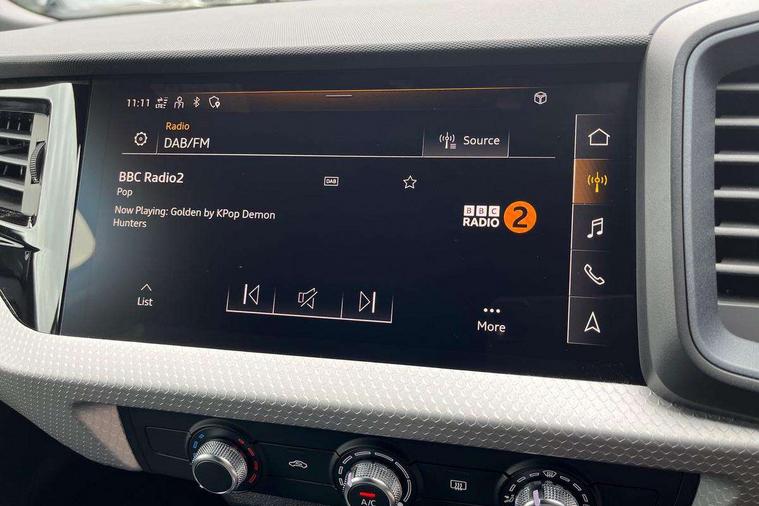 11:11 LTE
Radio
DAB/FM
Source
BBC Radio2
DAB
Pop
Now Playing: Golden by KPop Demon
Hunters
BBC
RADIO 2
List
More
A/C